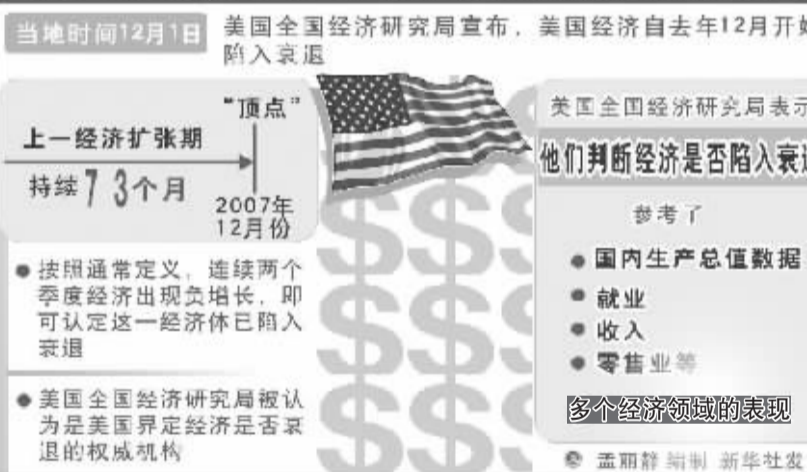 当地时间12月1日
美国全国经济研究局宣布，美国经济自去年12月开始
陷入衰退
"顶点"
上一经济扩张期
持续73个月
2007年
12月份
●按照通常定义，连续两个
季度经济出现负增长，即
可认定这一经济体已陷入
衰退
●美国全国经济研究局被认
为是美国界定经济是否衰
退的权威机构
美国全国经济研究局表示
他们判断经济是否陷入衰退
参考了
●国内生产总值数据
●就业
●收入
●零售业等
多个经济领域的表现
孟丽静 编制 新华社发